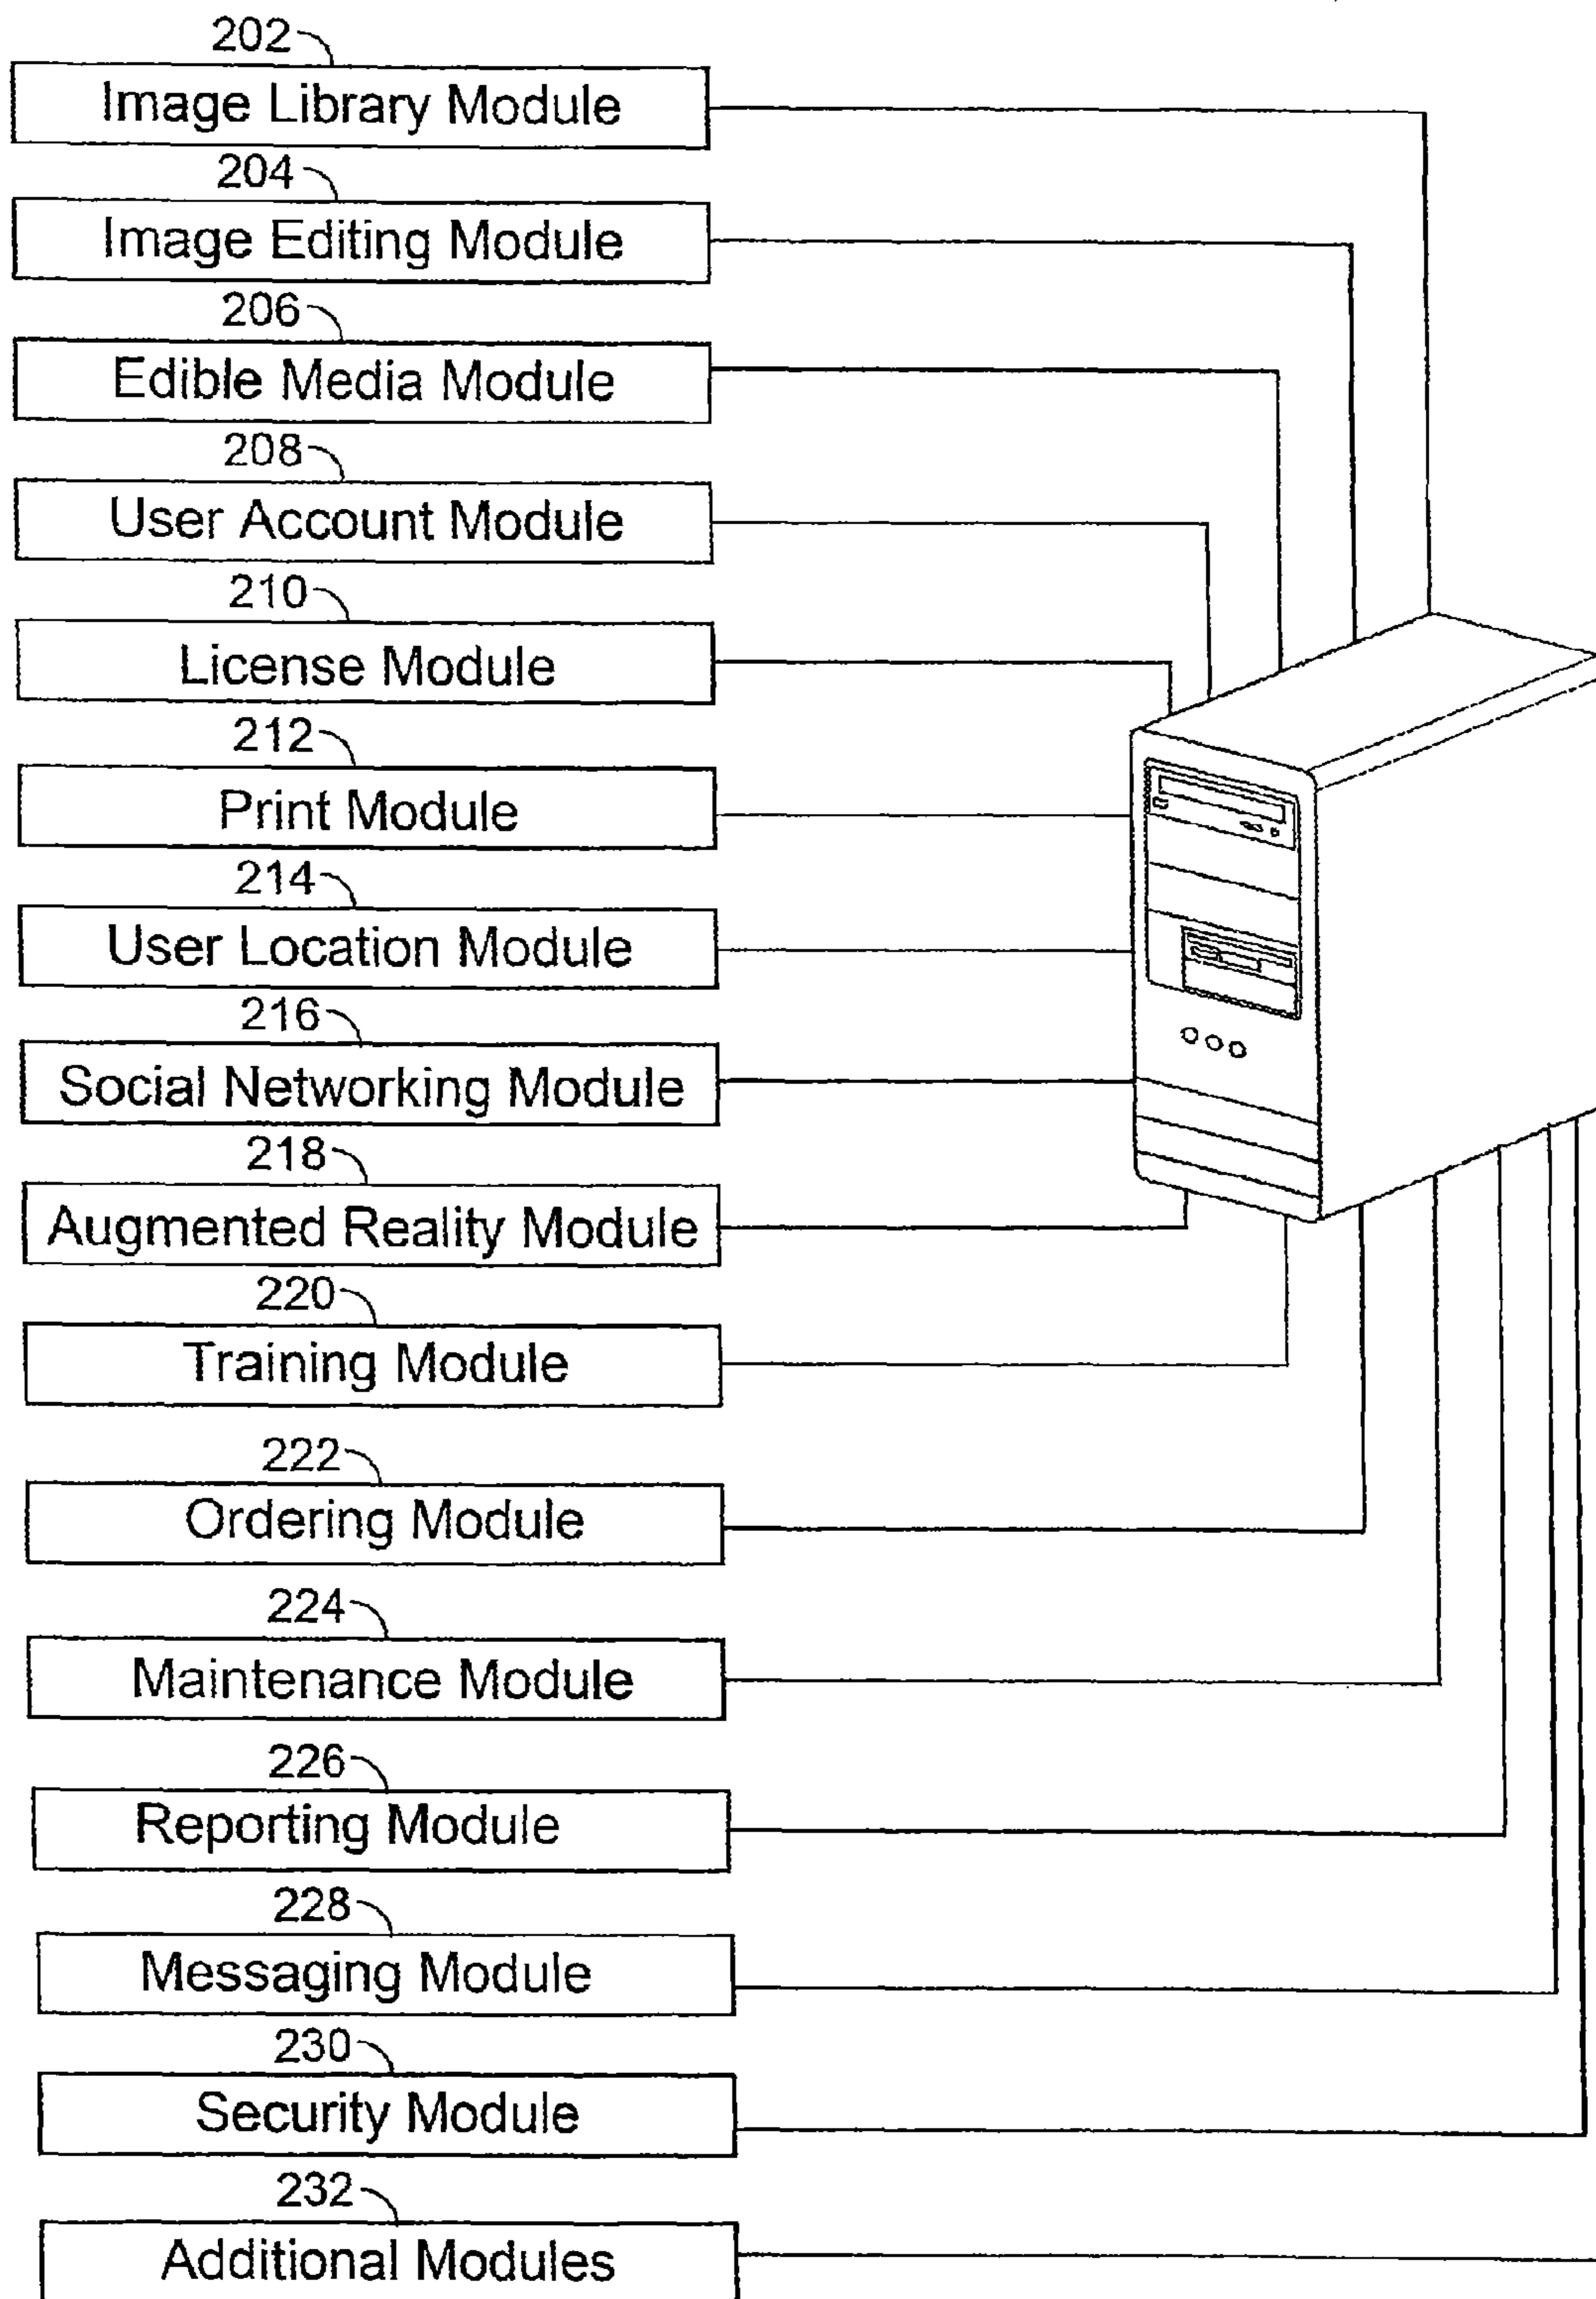 202
Image Library Module
204
Image Editing Module
206
Edible Media Module
208
User Account Module
210
License Module
212
Print Module
214
User Location Module
216
Social Networking Module
218
Augmented Reality Module
220
Training Module
222
Ordering Module
224
Maintenance Module
226
Reporting Module
228
Messaging Module
230
Security Module
232
Additional Modules